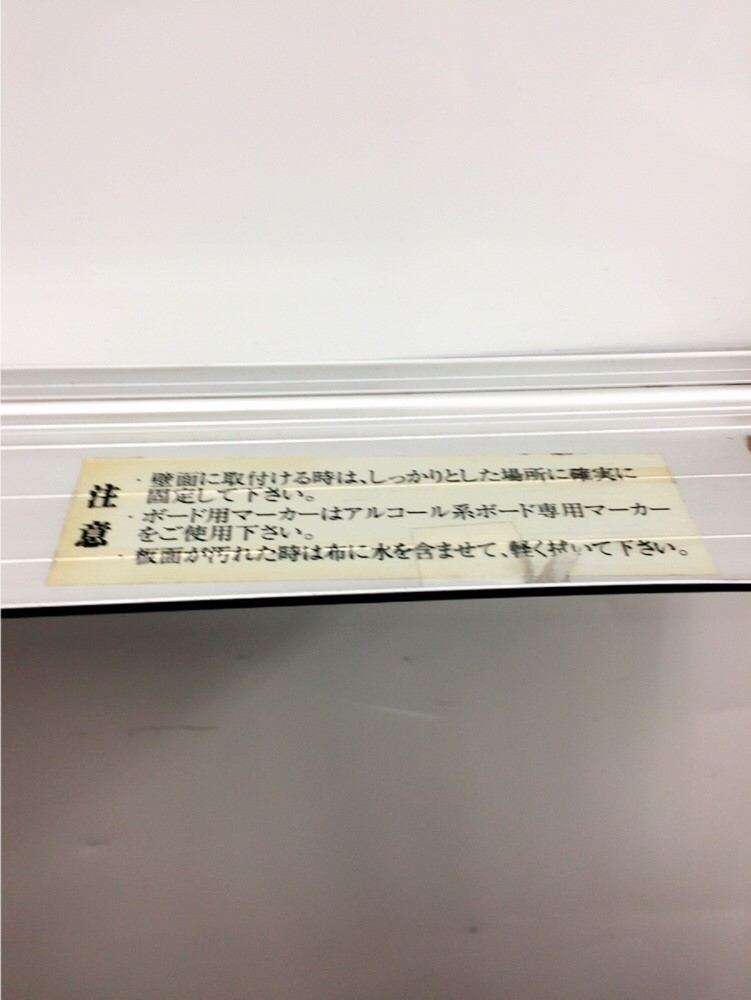 注意
・壁面に取付ける時は、しっかりとした場所に確実に
固定して下さい。
・ボード用マーカーはアルコール系ボード専用マーカー
をご使用下さい。
・板面が汚れた時は布に水を含ませて、軽く拭いて下さい。